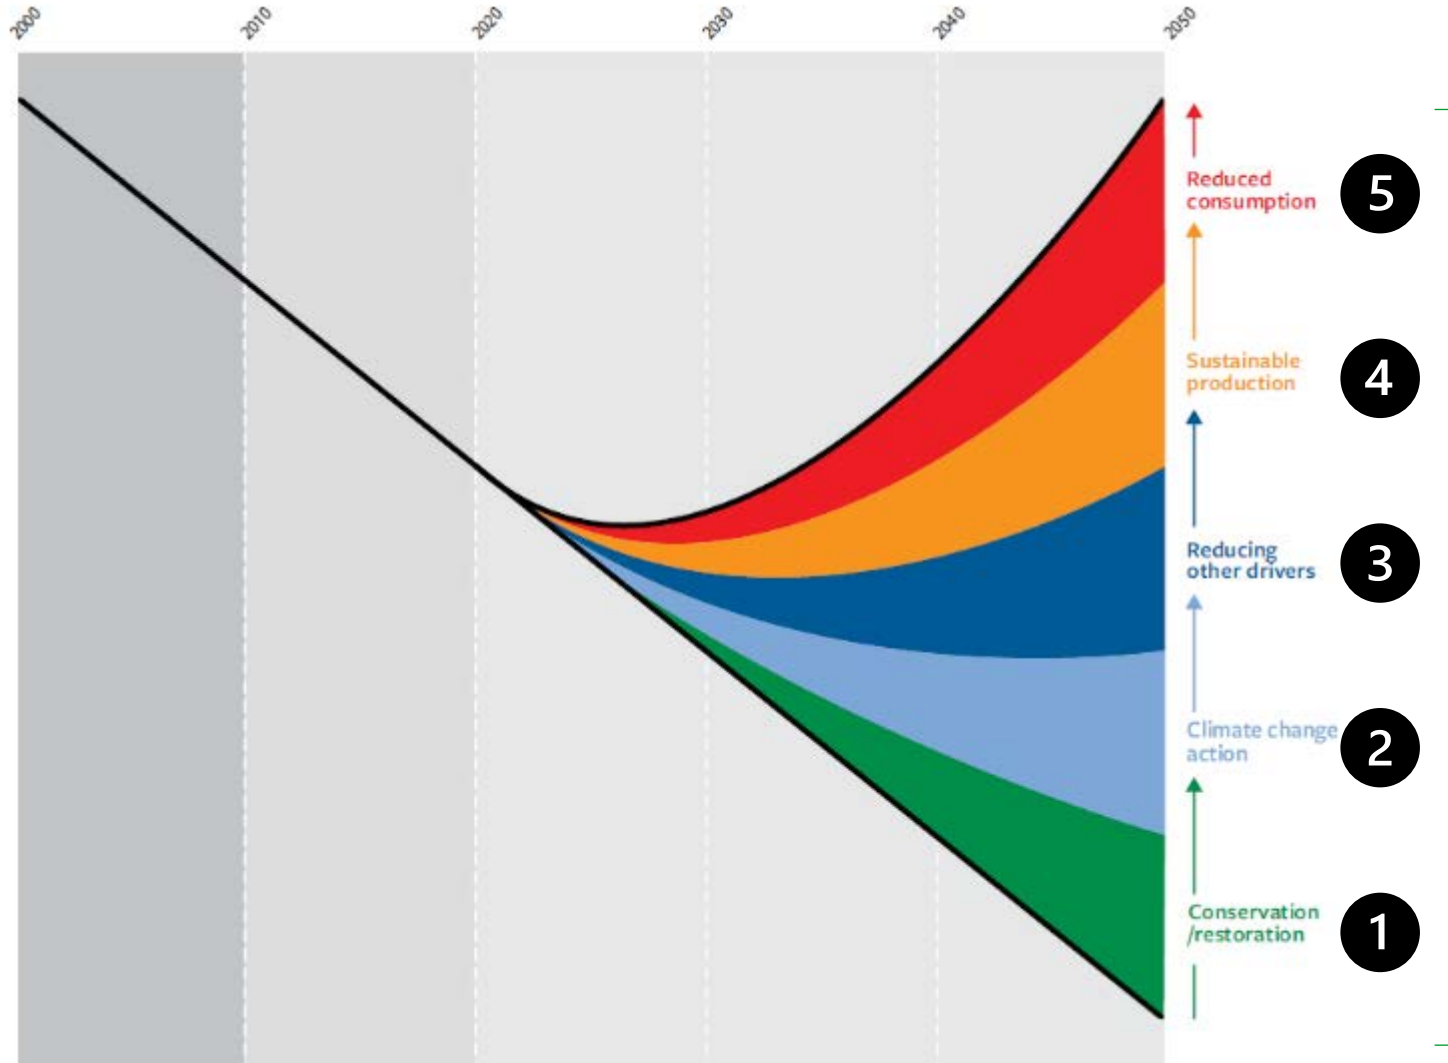 2000
2010
2020
2030
2040
2050
Reduced
consumption
5
Sustainable
production
4
Reducing
other drivers
3
Climate change
action
2
Conservation
/restoration
1